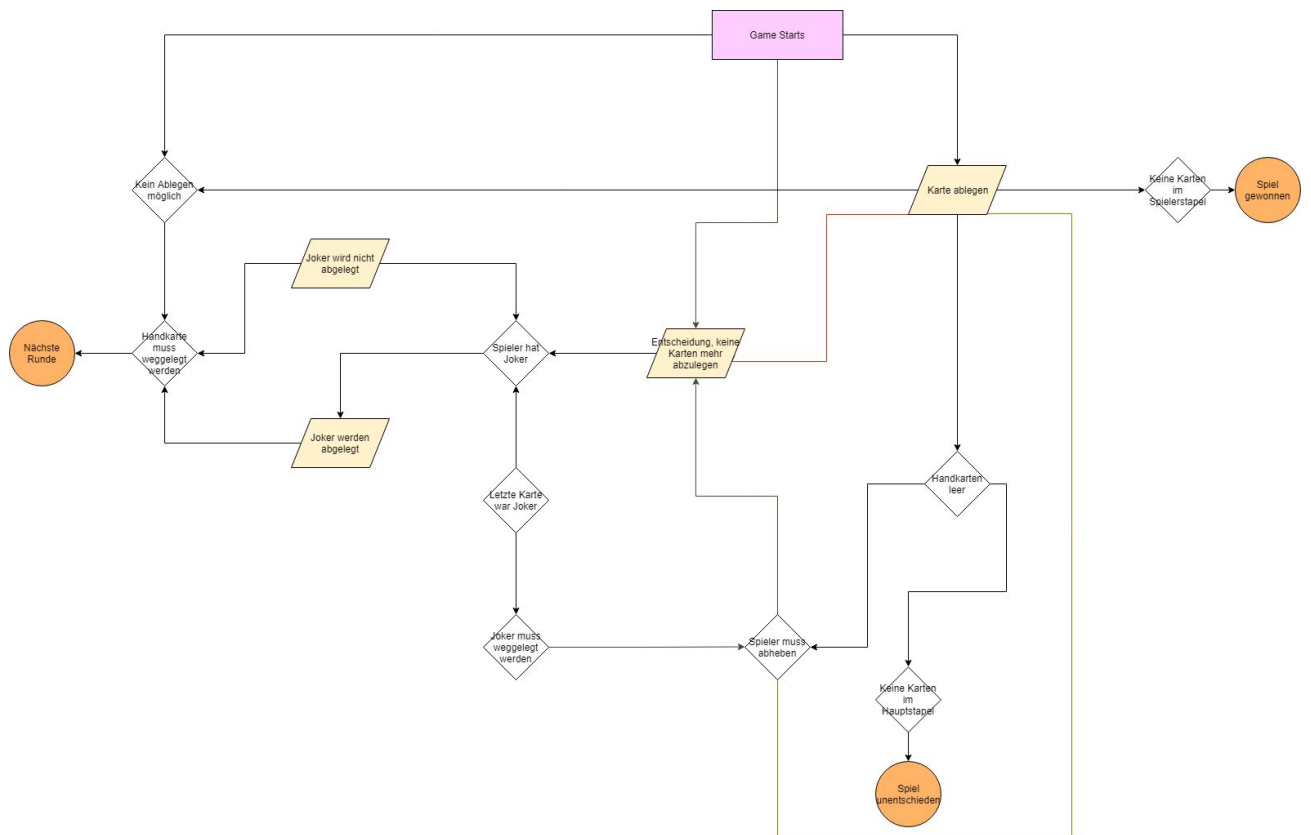 Game Starts
Kein Ablegen
möglich
Karte ablegen
Keine Karten
im
Spielerstapel
Spiel
gewonnen
Joker wird nicht
abgelegt
Nächste
Runde
Handkarte
muss
weggelegt
werden
Spieler hat
Joker
Entscheidung, keine
Karten mehr
abzulegen
Joker werden
abgelegt
Letzte Karte
war Joker
Handkarten
leer
Joker muss
weggelegt
werden
Spieler muss
abheben
Keine Karten
im
Hauptstapel
Spiel
unentschieden